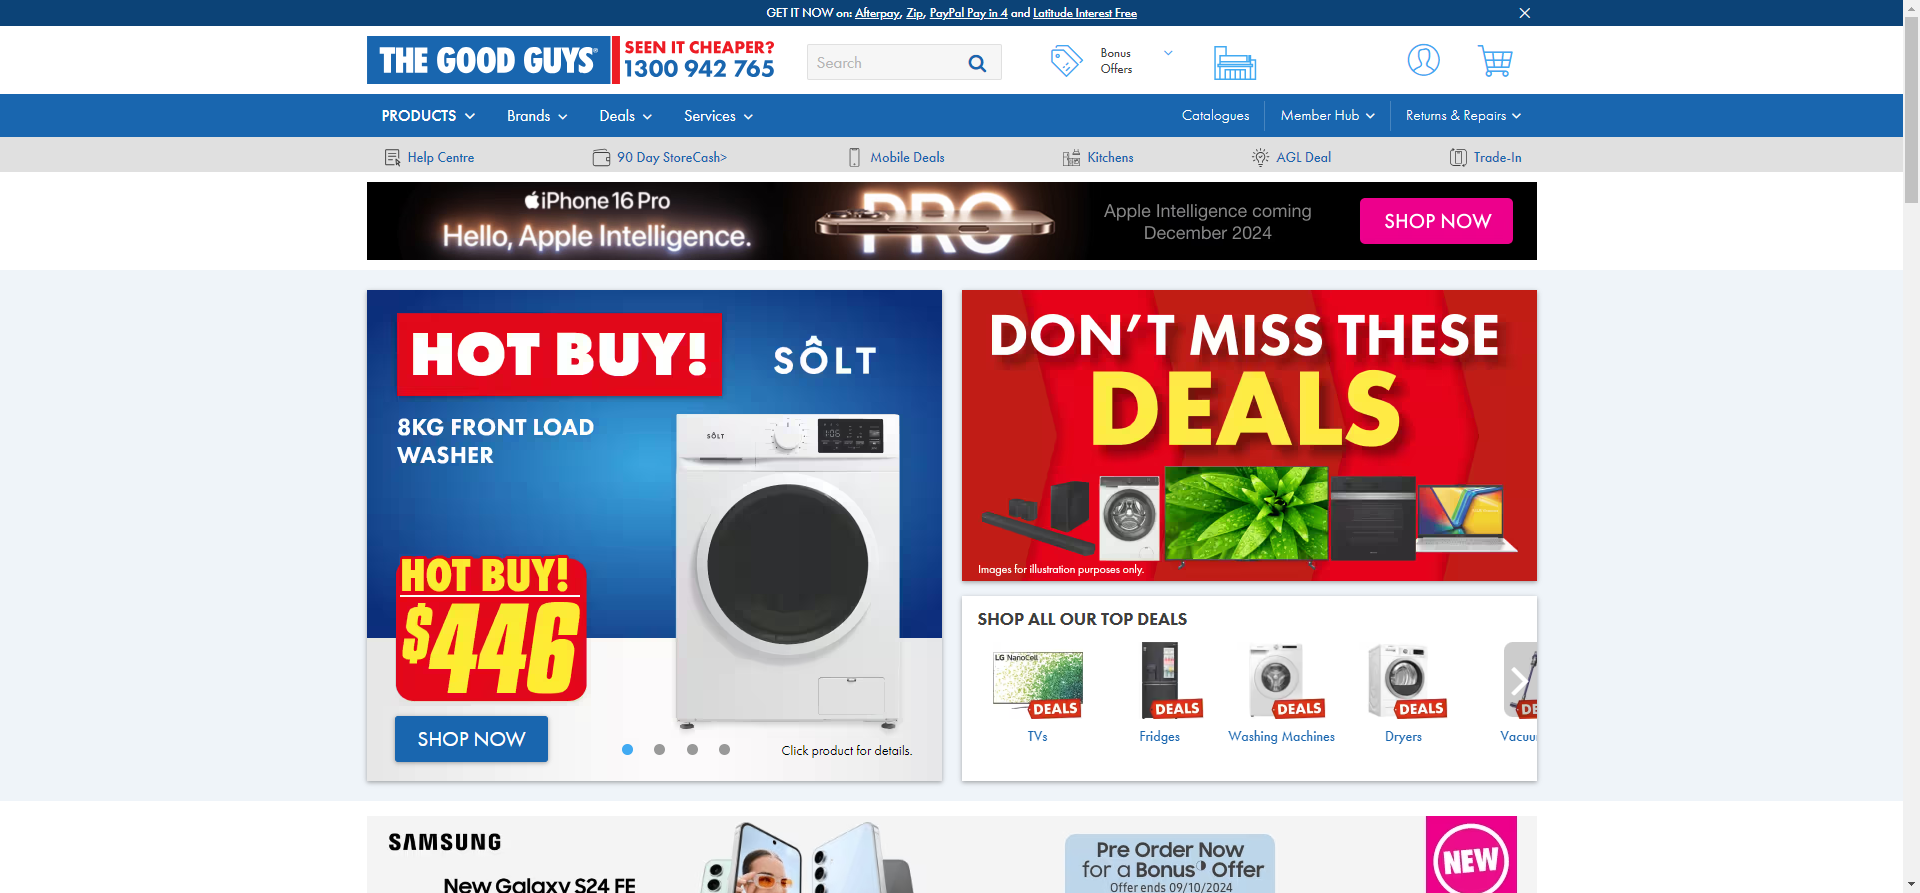 GET IT NOW on: Afterpay, Zip, PayPal Pay in 4 and Latitude Interest Free
THE GOOD GUYS®
SEEN IT CHEAPER?
1300 942 765
Search
Bonus
Offers
PRODUCTS
Brands
Deals
Services
Catalogues
Member Hub
Returns & Repairs
Help Centre
90 Day StoreCash>
Mobile Deals
Kitchens
AGL Deal
Trade-In
iPhone 16 Pro
Hello, Apple Intelligence.
PRO
Apple Intelligence coming
December 2024
SHOP NOW
HOT BUY!
SÔLT
8KG FRONT LOAD
WASHER
SÔLT
1:06
HOT BUY!
$446
SHOP NOW
Click product for details.
DON'T MISS THESE
DEALS
Images for illustration purposes only.
SHOP ALL OUR TOP DEALS
LG NanoCell
DEALS
DEALS
DEALS
DEALS
DE
TVs
Fridges
Washing Machines
Dryers
Vacuu
SAMSUNG
New Galaxy S24 FE
Pre Order Now
for a Bonus Offer
Offer ends 09/10/2024
NEW